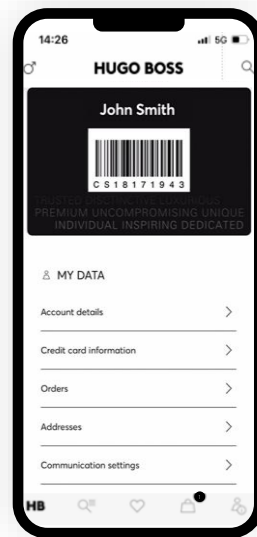 14:26 5G
HUGO BOSS
John Smith
CS18171943
TRUSTED DISTINCTIVE LUXURIOUS
PREMIUM UNCOMPROMISING UNIQUE
INDIVIDUAL INSPIRING DEDICATED
MY DATA
Account details
Credit card information
Orders
Addresses
Communication settings
HB
1